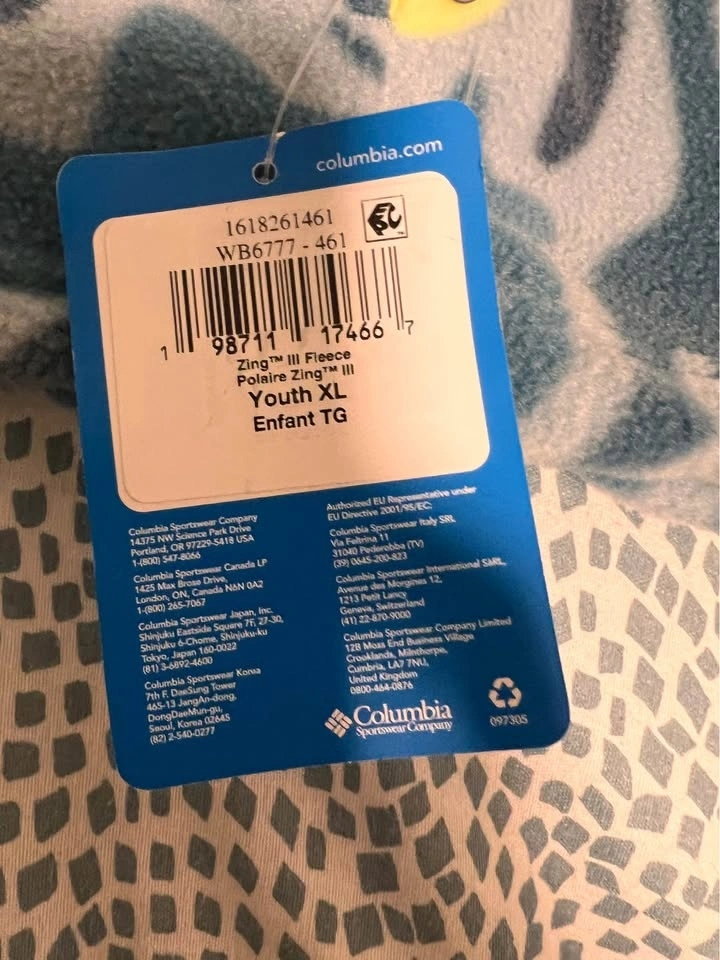 columbia.com
1618261461
WB6777 - 461
1 98711 17466 7
Zing™ III Fleece
Polaire Zing™ III
Youth XL
Enfant TG
Columbia Sportswear Company
14375 NW Science Park Drive
Portland, OR 97229-5418 USA
1-(800) 547-8066
Columbia Sportswear Canada LP
1425 Max Brose Drive,
London, ON, Canada N6N 0A2
1-(800) 265-7067
Columbia Sportswear Japan, Inc.
Shinjuku Eastside Square 7F, 27-30,
Shinjuku 6-Chome, Shinjuku-ku
Tokyo, Japan 160-0022
(81) 3-6892-4600
Columbia Sportswear Korea
7th F. DaeSung Tower
465-13 JangAn-dong,
DongDaeMun-gu,
Seoul, Korea 02645
(82) 2-540-0277
Authorized EU Representative under
EU Directive 2001/95/EC:
Columbia Sportswear Italy SRL
Via Feltrina 11
31040 Pederobba (TV)
(39) 0645-200-823
Columbia Sportswear International SARL,
Avenue des Morgines 12,
1213 Petit Lancy
Geneva, Switzerland
(41) 22-870-9000
Columbia Sportswear Company Limited
12B Moss End Business Village
Crooklands, Milnthorpe,
Cumbria, LA7 7NU,
United Kingdom
0800-464-0876
Columbia
Sportswear Company
097305